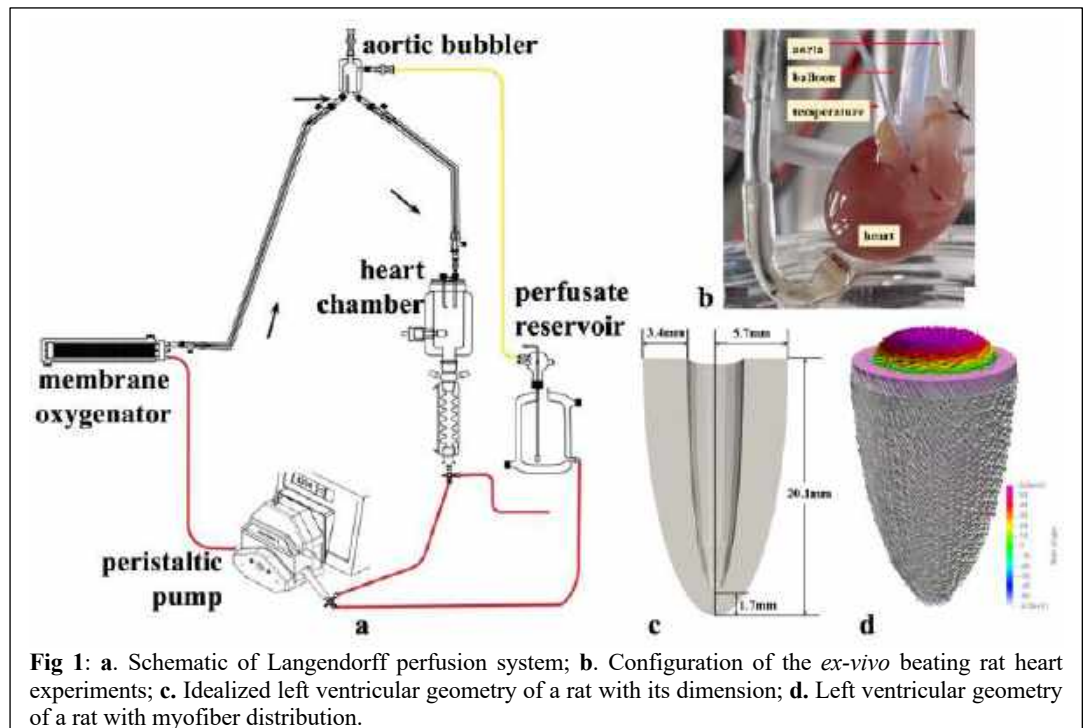 aortic bubbler
aorta
balloon
temperature
heart
b
heart
chamber
perfusate
reservoir
membrane
oxygenator
peristaltic
pump
a
3.4mm
5.7mm
20.1mm
1.7mm
c
d
Fig 1: a. Schematic of Langendorff perfusion system; b. Configuration of the ex-vivo beating rat heart
experiments; c. Idealized left ventricular geometry of a rat with its dimension; d. Left ventricular geometry
of a rat with myofiber distribution.